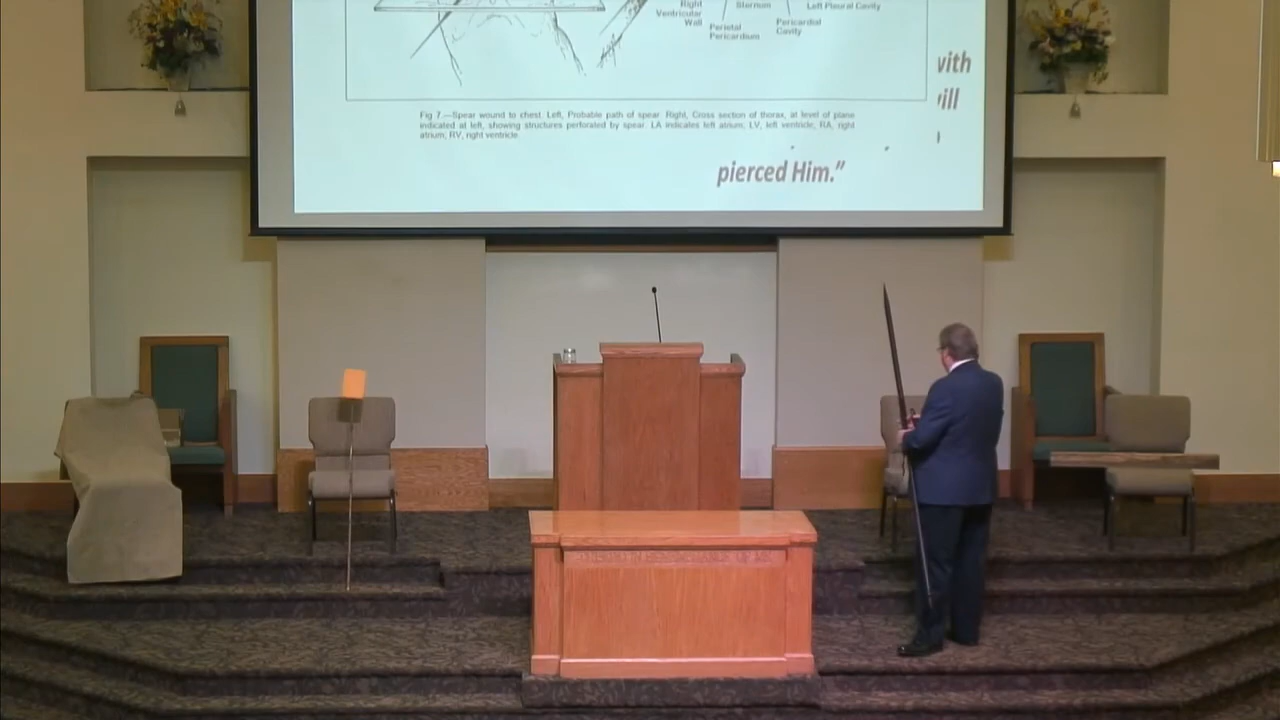 Right
Ventricular
Wall
Sternum
Parietal
Pericardium
Pericardial
Cavity
Left Pleural Cavity
with
will
Fig 7.—Spear wound to chest. Left, Probable path of spear. Right, Cross section of thorax, at level of plane
indicated at left, showing structures perforated by spear. LA indicates left atrium; LV, left ventricle; RA, right
atrium; RV, right ventricle.
pierced Him.”